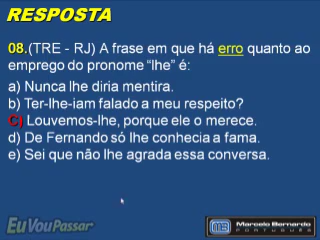 RESPOSTA
08.(TRE - RJ) A frase em que há erro quanto ao
emprego do pronome “lhe” é:
a) Nunca lhe diria mentira.
b) Ter-lhe-iam falado a meu respeito?
C) Louvemos-lhe, porque ele o merece.
d) De Fernando só lhe conhecia a fama.
e) Sei que não lhe agrada essa conversa.
EuVouPassar
MB Marcelo Bernardo
PORTUGUÊS